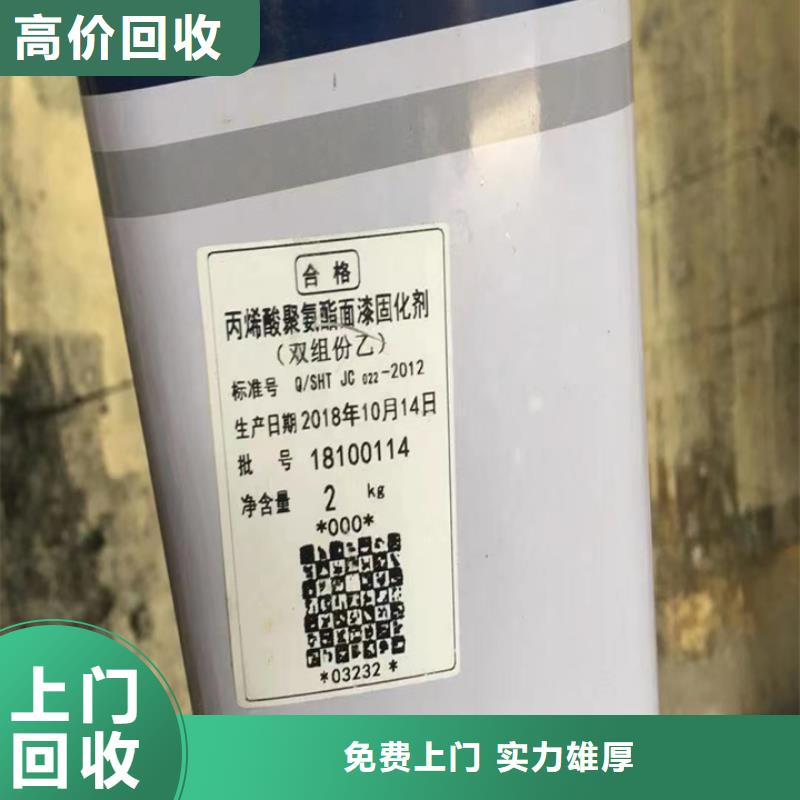 高价回收
合格
丙烯酸聚氨酯面漆固化剂
（双组份乙）
标准号 Q/SHT JC 022-2012
生产日期 2018年10月14日
批 号 18100114
净含量 2 kg
*000*
*03232*
上门
回收
免费上门 实力雄厚